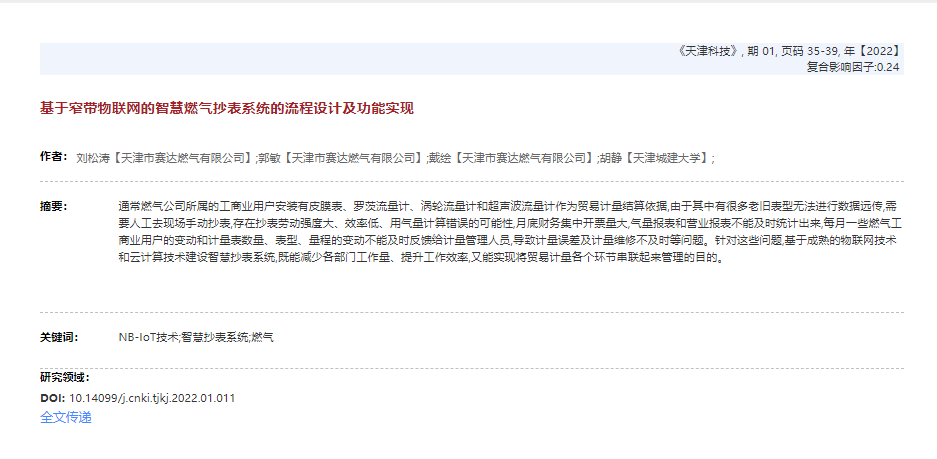 《天津科技》, 期 01, 页码 35-39, 年【2022】
复合影响因子:0.24
基于窄带物联网的智慧燃气抄表系统的流程设计及功能实现
作者： 刘松涛【天津市赛达燃气有限公司】;郭敏【天津市赛达燃气有限公司】;戴绘【天津市赛达燃气有限公司】;胡静【天津城建大学】;
摘要： 通常燃气公司所属的工商业用户安装有皮膜表、罗茨流量计、涡轮流量计和超声波流量计作为贸易计量结算依据,由于其中有很多老旧表型无法进行数据远传,需
要人工去现场手动抄表,存在抄表劳动强度大、效率低、用气量计算错误的可能性,月底财务集中开票量大,气量报表和营业报表不能及时统计出来,每月一些燃气工
商业用户的变动和计量表数量、表型、量程的变动不能及时反馈给计量管理人员,导致计量误差及计量维修不及时等问题。针对这些问题,基于成熟的物联网技术
和云计算技术建设智慧抄表系统,既能减少各部门工作量、提升工作效率,又能实现将贸易计量各个环节串联起来管理的目的。
关键词： NB-IoT技术;智慧抄表系统;燃气
研究领域：
DOI: 10.14099/j.cnki.tjkj.2022.01.011
全文传递